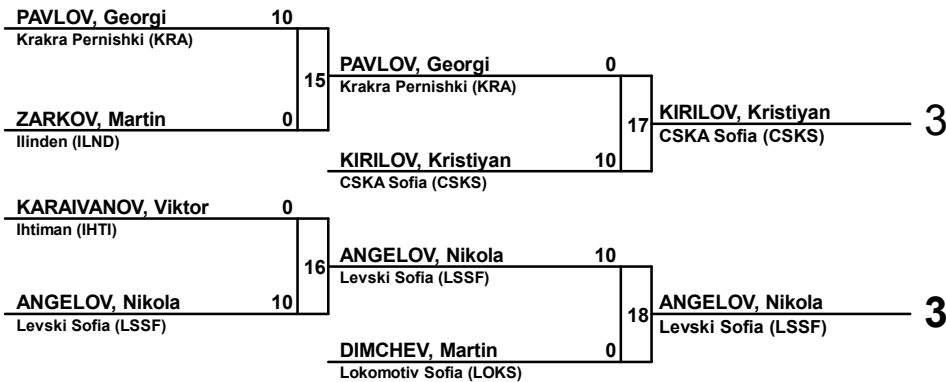 PAVLOV, Georgi 10
Krakra Pernishki (KRA)
15
ZARKOV, Martin 0
Ilinden (ILND)
PAVLOV, Georgi 0
Krakra Pernishki (KRA)
17
KIRILOV, Kristiyan 10
CSKA Sofia (CSKS)
KIRILOV, Kristiyan 3
CSKA Sofia (CSKS)
KARAIVANOV, Viktor 0
Ihtiman (IHTI)
16
ANGELOV, Nikola 10
Levski Sofia (LSSF)
ANGELOV, Nikola 10
Levski Sofia (LSSF)
18
DIMCHEV, Martin 0
Lokomotiv Sofia (LOKS)
ANGELOV, Nikola 3
Levski Sofia (LSSF)